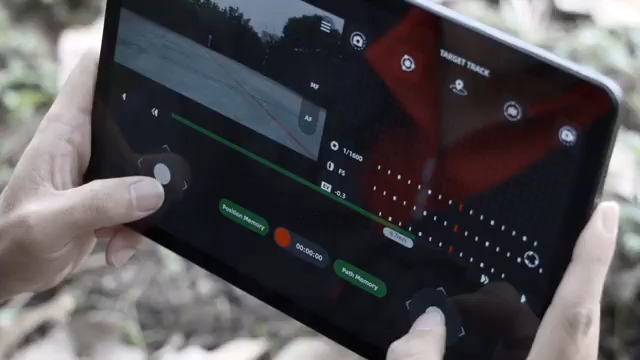 TARGET TRACK
MF
AF
1/1600
F5
EV -0.3
Position Memory
00:00:00
Path Memory